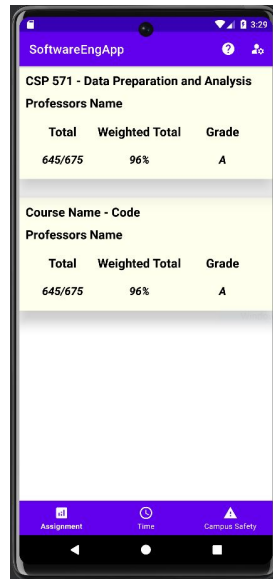 3:29
SoftwareEngApp
CSP 571 - Data Preparation and Analysis
Professors Name
Total Weighted Total Grade
645/675 96% A
Course Name - Code
Professors Name
Total Weighted Total Grade
645/675 96% A
Assignment Time Campus Safety